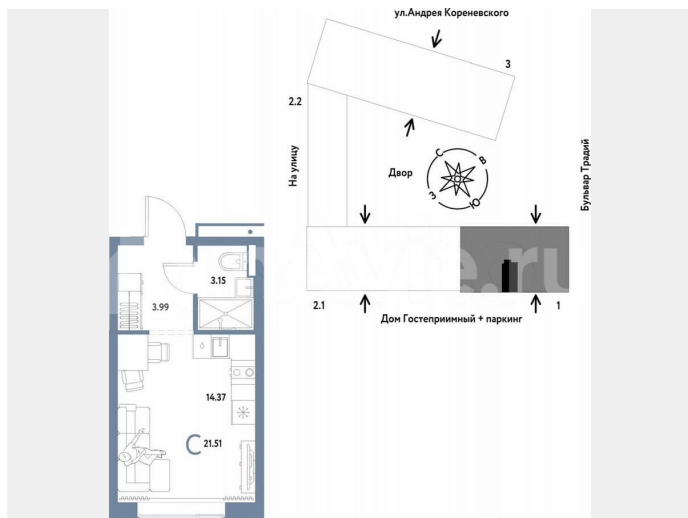 ул.Андрея Кореневского
3
2.2
На улицу
Двор
С
В
З
Ю
Бульвар Традий
3.15
3.99
2.1
1
Дом Гостеприимный + паркинг
14.37
С 21.51